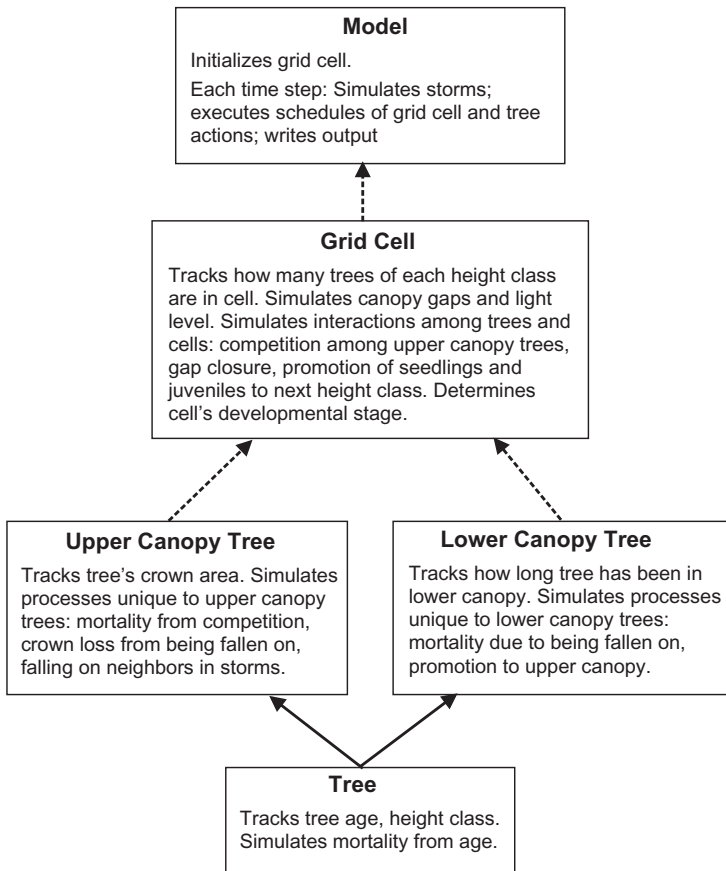 Model
Initializes grid cell.
Each time step: Simulates storms;
executes schedules of grid cell and tree
actions; writes output
Grid Cell
Tracks how many trees of each height class
are in cell. Simulates canopy gaps and light
level. Simulates interactions among trees and
cells: competition among upper canopy trees,
gap closure, promotion of seedlings and
juveniles to next height class. Determines
cell's developmental stage.
Upper Canopy Tree
Tracks tree's crown area. Simulates
processes unique to upper canopy
trees: mortality from competition,
crown loss from being fallen on,
falling on neighbors in storms.
Lower Canopy Tree
Tracks how long tree has been in
lower canopy. Simulates processes
unique to lower canopy trees:
mortality due to being fallen on,
promotion to upper canopy.
Tree
Tracks tree age, height class.
Simulates mortality from age.